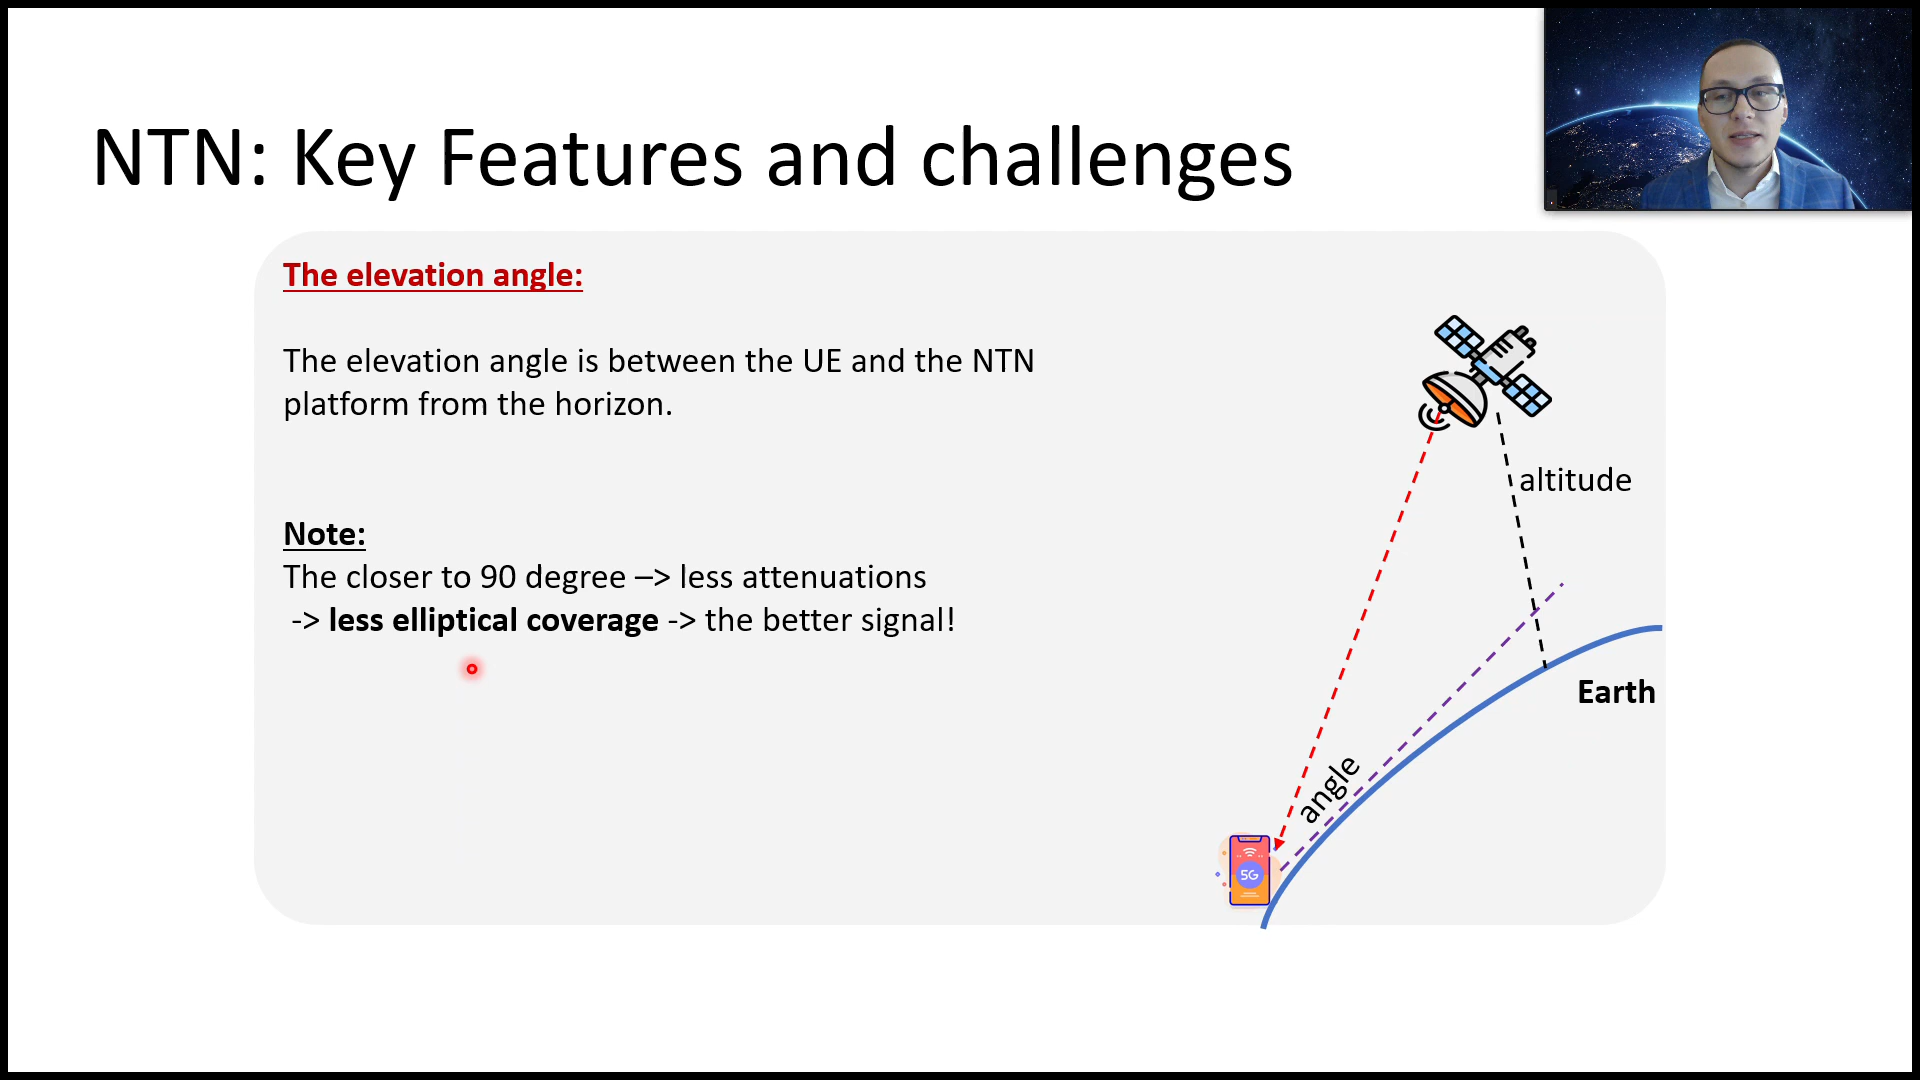 NTN: Key Features and challenges
The elevation angle:
The elevation angle is between the UE and the NTN
platform from the horizon.
Note:
The closer to 90 degree –> less attenuations
-> less elliptical coverage -> the better signal!
altitude
Earth
angle
5G